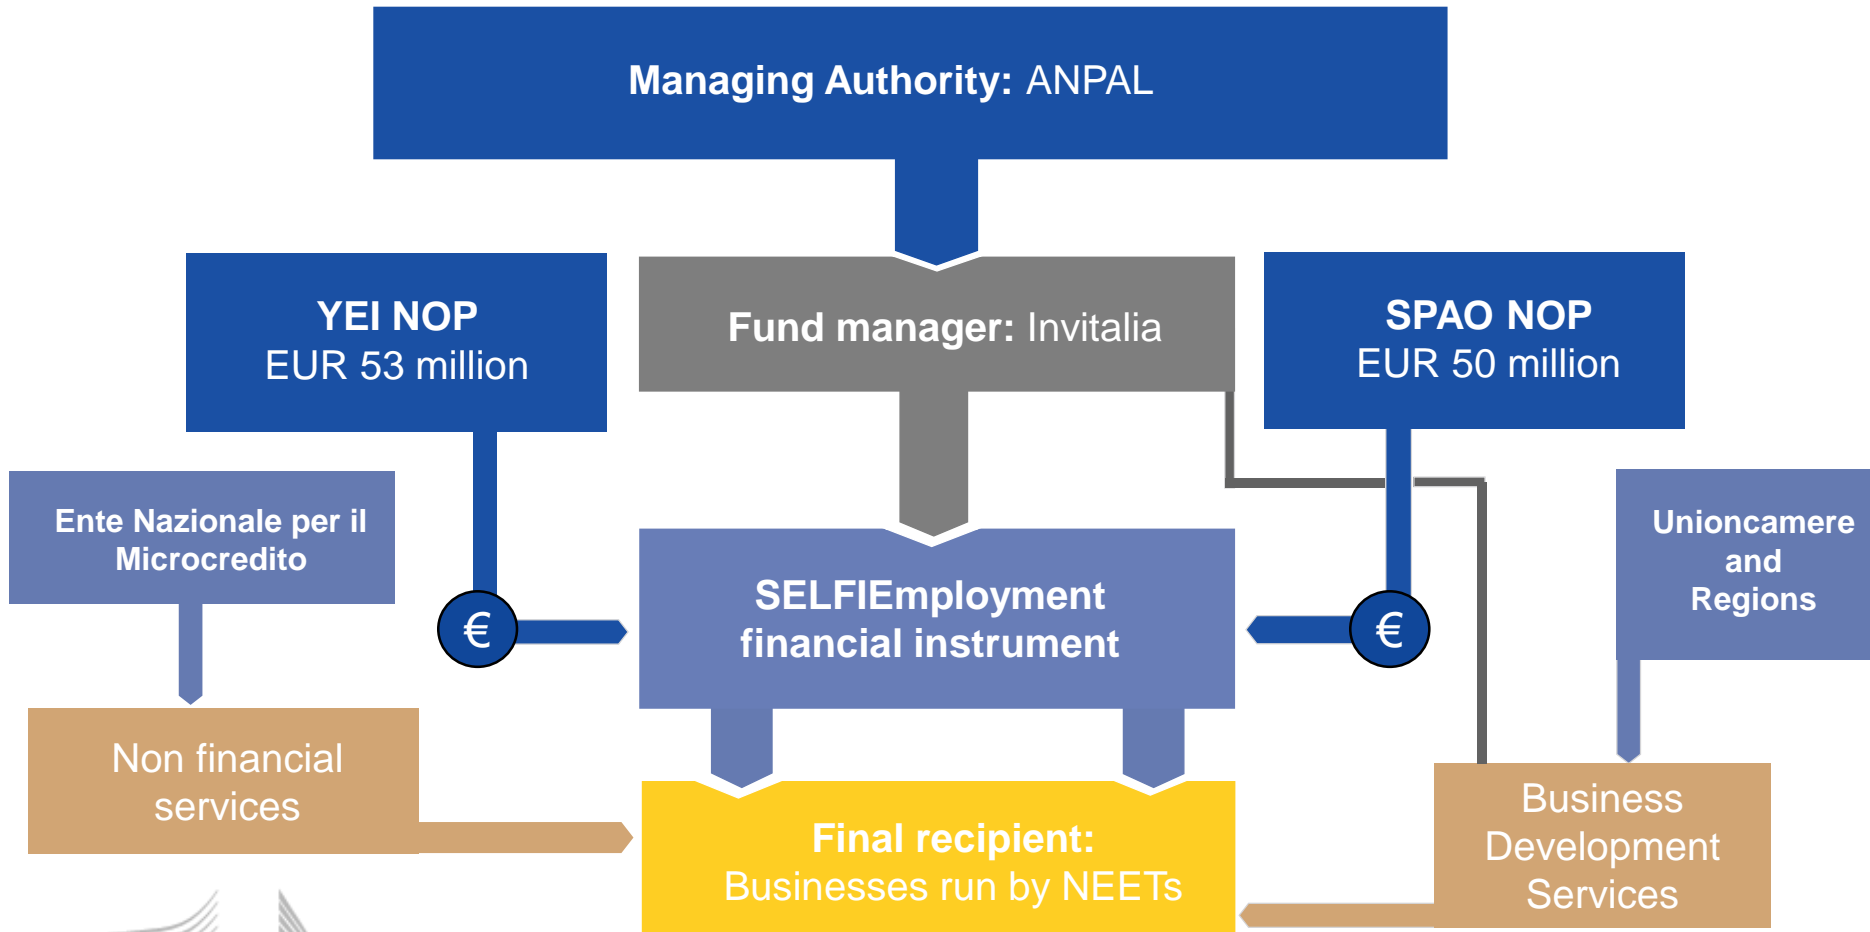 Managing Authority: ANPAL
YEI NOP
EUR 53 million
Fund manager: Invitalia
SPAO NOP
EUR 50 million
Ente Nazionale per il
Microcredito
Unioncamere
and
Regions
€
SELFIEmployment
financial instrument
€
Non financial
services
Final recipient:
Businesses run by NEETs
Business
Development
Services